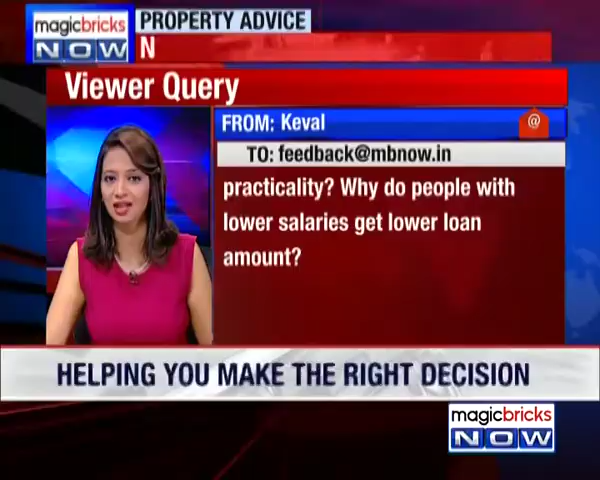 magicbricks
NOW
PROPERTY ADVICE
N
Viewer Query
FROM: Keval
@
TO: feedback@mbnow.in
practicality? Why do people with
lower salaries get lower loan
amount?
HELPING YOU MAKE THE RIGHT DECISION
magicbricks
NOW